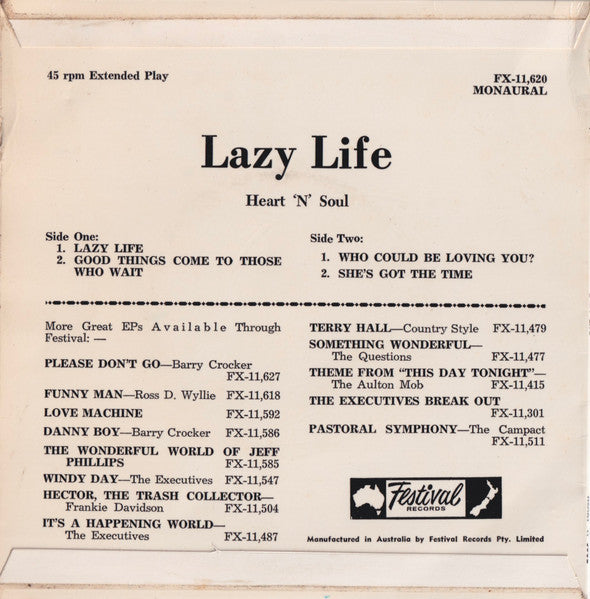 45 rpm Extended Play
FX-11,620
MONAURAL
Lazy Life
Heart 'N' Soul
Side One:
1. LAZY LIFE
2. GOOD THINGS COME TO THOSE
WHO WAIT
Side Two:
1. WHO COULD BE LOVING YOU?
2. SHE'S GOT THE TIME
More Great EPs Available Through
Festival: —
PLEASE DON'T GO—Barry Crocker
FX-11,627
FUNNY MAN—Ross D. Wyllie FX-11,618
LOVE MACHINE FX-11,592
DANNY BOY—Barry Crocker FX-11,586
THE WONDERFUL WORLD OF JEFF
PHILLIPS FX-11,585
WINDY DAY—The Executives FX-11,547
HECTOR, THE TRASH COLLECTOR—
Frankie Davidson FX-11,504
IT'S A HAPPENING WORLD—
The Executives FX-11,487
TERRY HALL—Country Style FX-11,479
SOMETHING WONDERFUL—
The Questions FX-11,477
THEME FROM "THIS DAY TONIGHT"—
The Aulton Mob FX-11,415
THE EXECUTIVES BREAK OUT
FX-11,301
PASTORAL SYMPHONY—The Campact
FX-11,511
Festival
RECORDS
Manufactured in Australia by Festival Records Pty. Limited